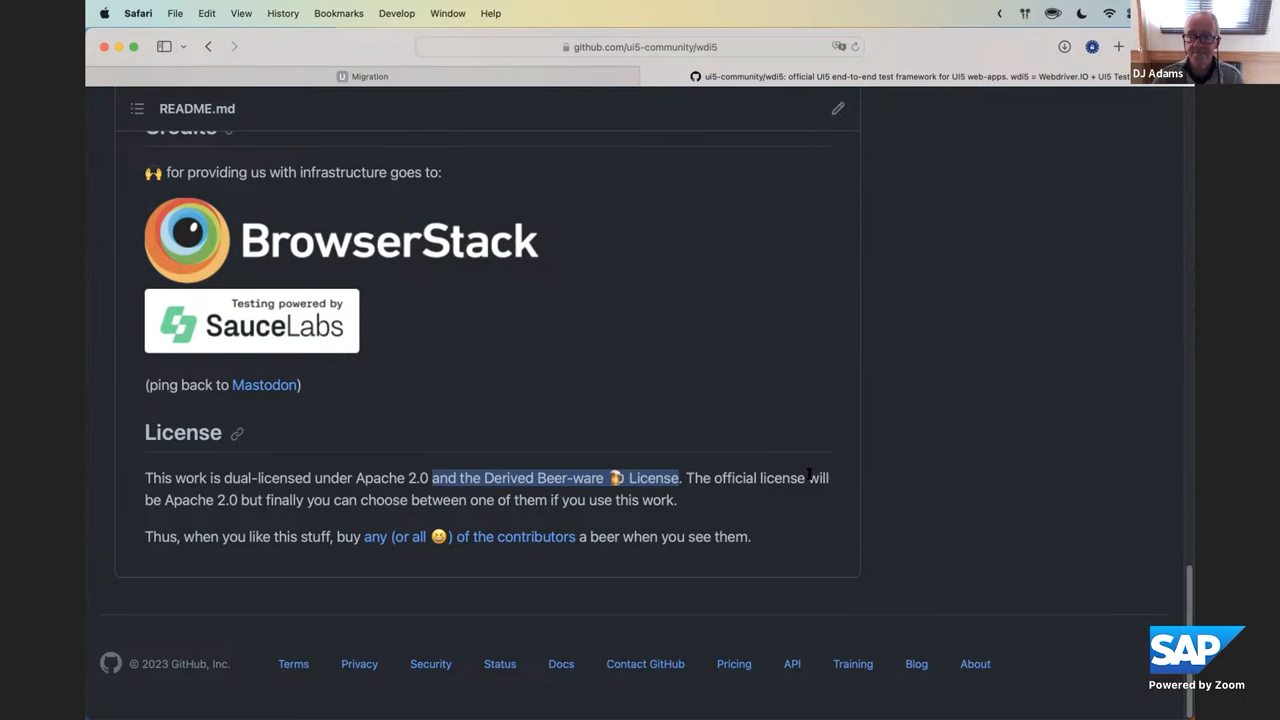 Safari File Edit View History Bookmarks Develop Window Help
github.com/ui5-community/wdi5
DJ Adams
Migration
ui5-community/wdi5: official UI5 end-to-end test framework for UI5 web-apps. wdi5 = Webdriver.IO + UI5 Test
README.md
Credits
🙌 for providing us with infrastructure goes to:
BrowserStack
Testing powered by
SauceLabs
(ping back to Mastodon)
License
This work is dual-licensed under Apache 2.0 and the Derived Beer-ware 🍺 License. The official license will
be Apache 2.0 but finally you can choose between one of them if you use this work.
Thus, when you like this stuff, buy any (or all 😆) of the contributors a beer when you see them.
© 2023 GitHub, Inc. Terms Privacy Security Status Docs Contact GitHub Pricing API Training Blog About
SAP
Powered by Zoom